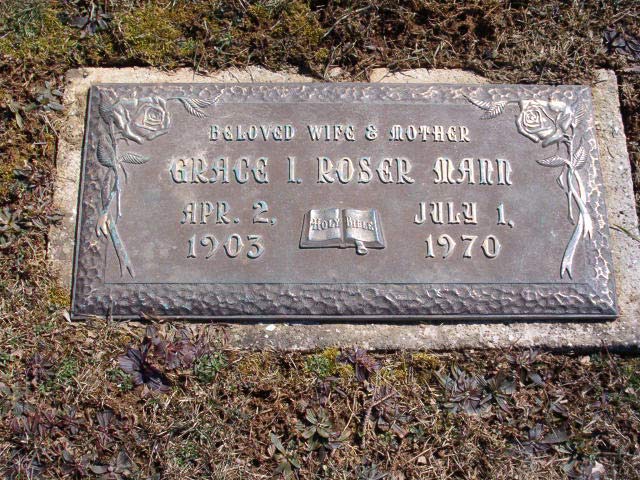 BELOVED WIFE & MOTHER
GRACE I. ROSER MANN
APR. 2,
1903
HOLY BIBLE
JULY 1,
1970